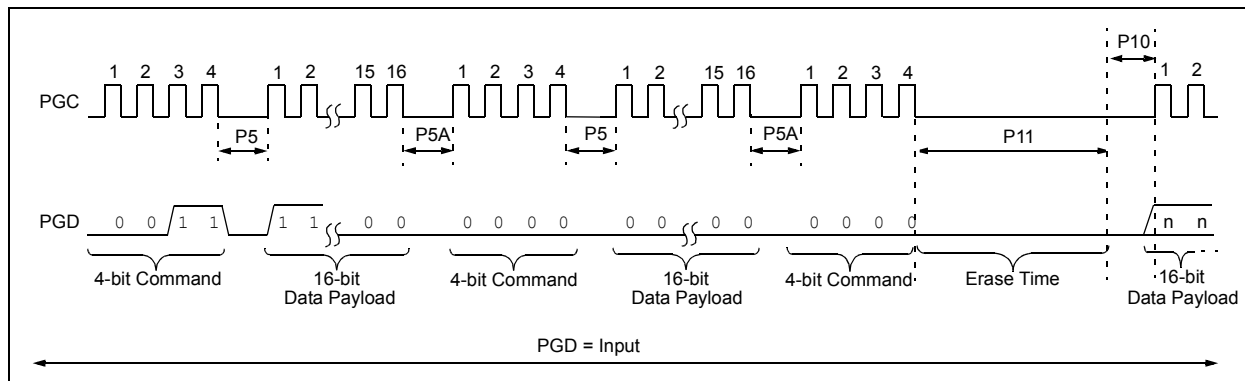 P10
1 2 3 4 1 2 15 16 1 2 3 4 1 2 15 16 1 2 3 4 1 2
PGC
P5 P5A P5 P5A P11
PGD 0 0 1 1 1 1 0 0 0 0 0 0 0 0 0 0 0 0 0 0 n n
4-bit Command 16-bit Data Payload 4-bit Command 16-bit Data Payload 4-bit Command Erase Time 16-bit Data Payload
PGD = Input